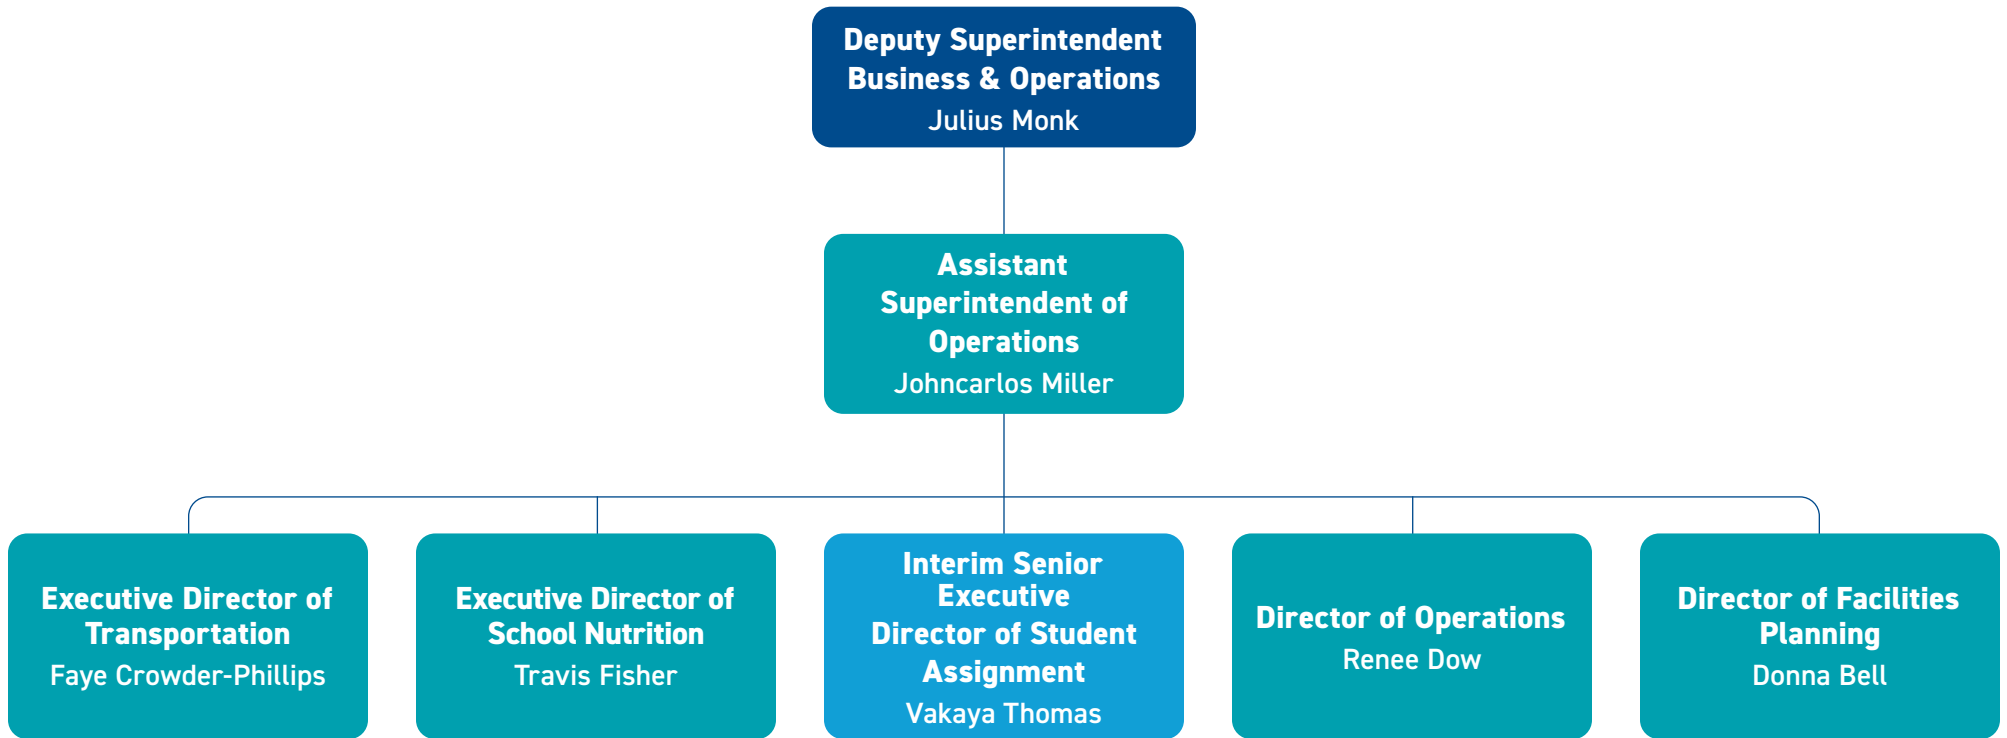 Deputy Superintendent
Business & Operations
Julius Monk
Assistant
Superintendent of
Operations
Johncarlos Miller
Executive Director of
Transportation
Faye Crowder-Phillips
Executive Director of
School Nutrition
Travis Fisher
Interim Senior
Executive
Director of Student
Assignment
Vakaya Thomas
Director of Operations
Renee Dow
Director of Facilities
Planning
Donna Bell